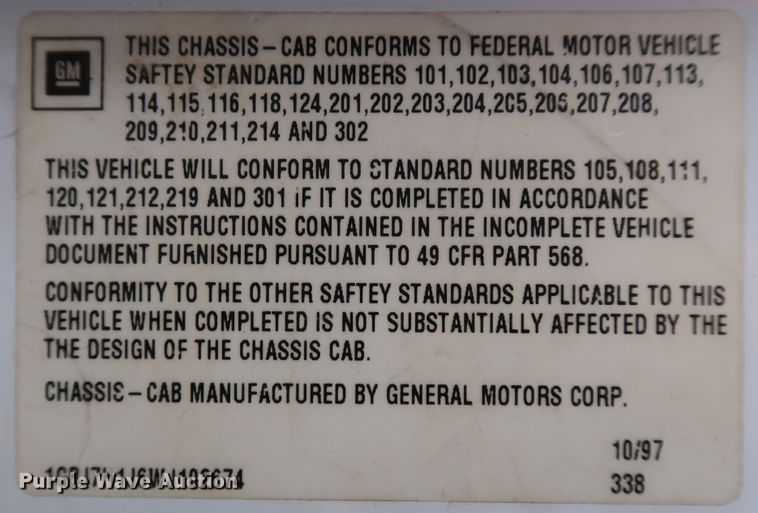 GM
THIS CHASSIS-CAB CONFORMS TO FEDERAL MOTOR VEHICLE
SAFTEY STANDARD NUMBERS 101,102,103,104,106,107,113,
114,115,116,118,124,201,202,203,204,205,206,207,208,
209,210,211,214 AND 302
THIS VEHICLE WILL CONFORM TO STANDARD NUMBERS 105,108,111,
120,121,212,219 AND 301 IF IT IS COMPLETED IN ACCORDANCE
WITH THE INSTRUCTIONS CONTAINED IN THE INCOMPLETE VEHICLE
DOCUMENT FURNISHED PURSUANT TO 49 CFR PART 568.
CONFORMITY TO THE OTHER SAFTEY STANDARDS APPLICABLE TO THIS
VEHICLE WHEN COMPLETED IS NOT SUBSTANTIALLY AFFECTED BY THE
THE DESIGN OF THE CHASSIS CAB.
CHASSIS-CAB MANUFACTURED BY GENERAL MOTORS CORP.
10/97
338
Purple Wave Auction